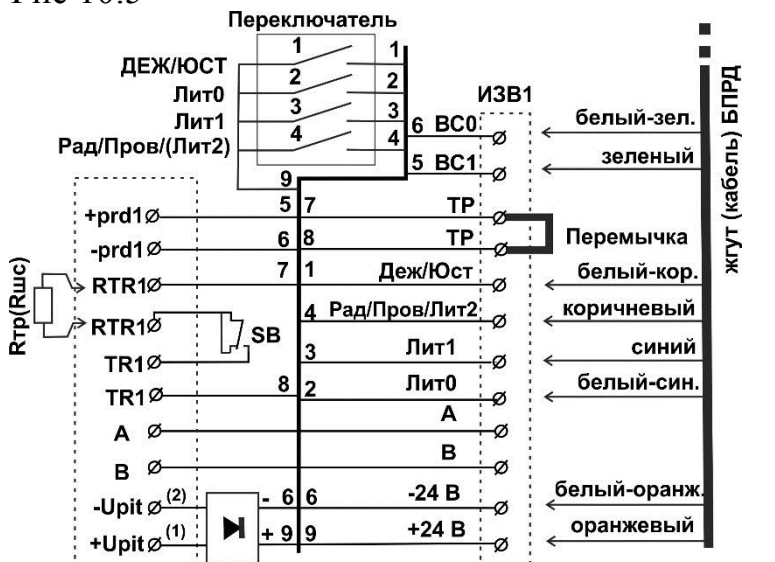 Переключатель
1 1
ДЕЖ/ЮСТ
2 2
Лит0
3 3
Лит1
4 4
Рад/Пров/(Лит2)
ИЗВ1
6 ВС0 белый-зел.
5 ВС1 зеленый
9
+prd1 5 7 ТР
-prd1 6 8 ТР
Перемычка
RTR1 7 1 Деж/Юст белый-кор.
RTR1 4 Рад/Пров/Лит2 коричневый
Rтр(Rшс)
SB
TR1 3 Лит1 синий
TR1 8 2 Лит0 белый-син.
А А
В В
-Upit (2) - 6 6 -24 В белый-оранж.
+Upit (1) + 9 9 +24 В оранжевый
жгут (кабель) БПРД